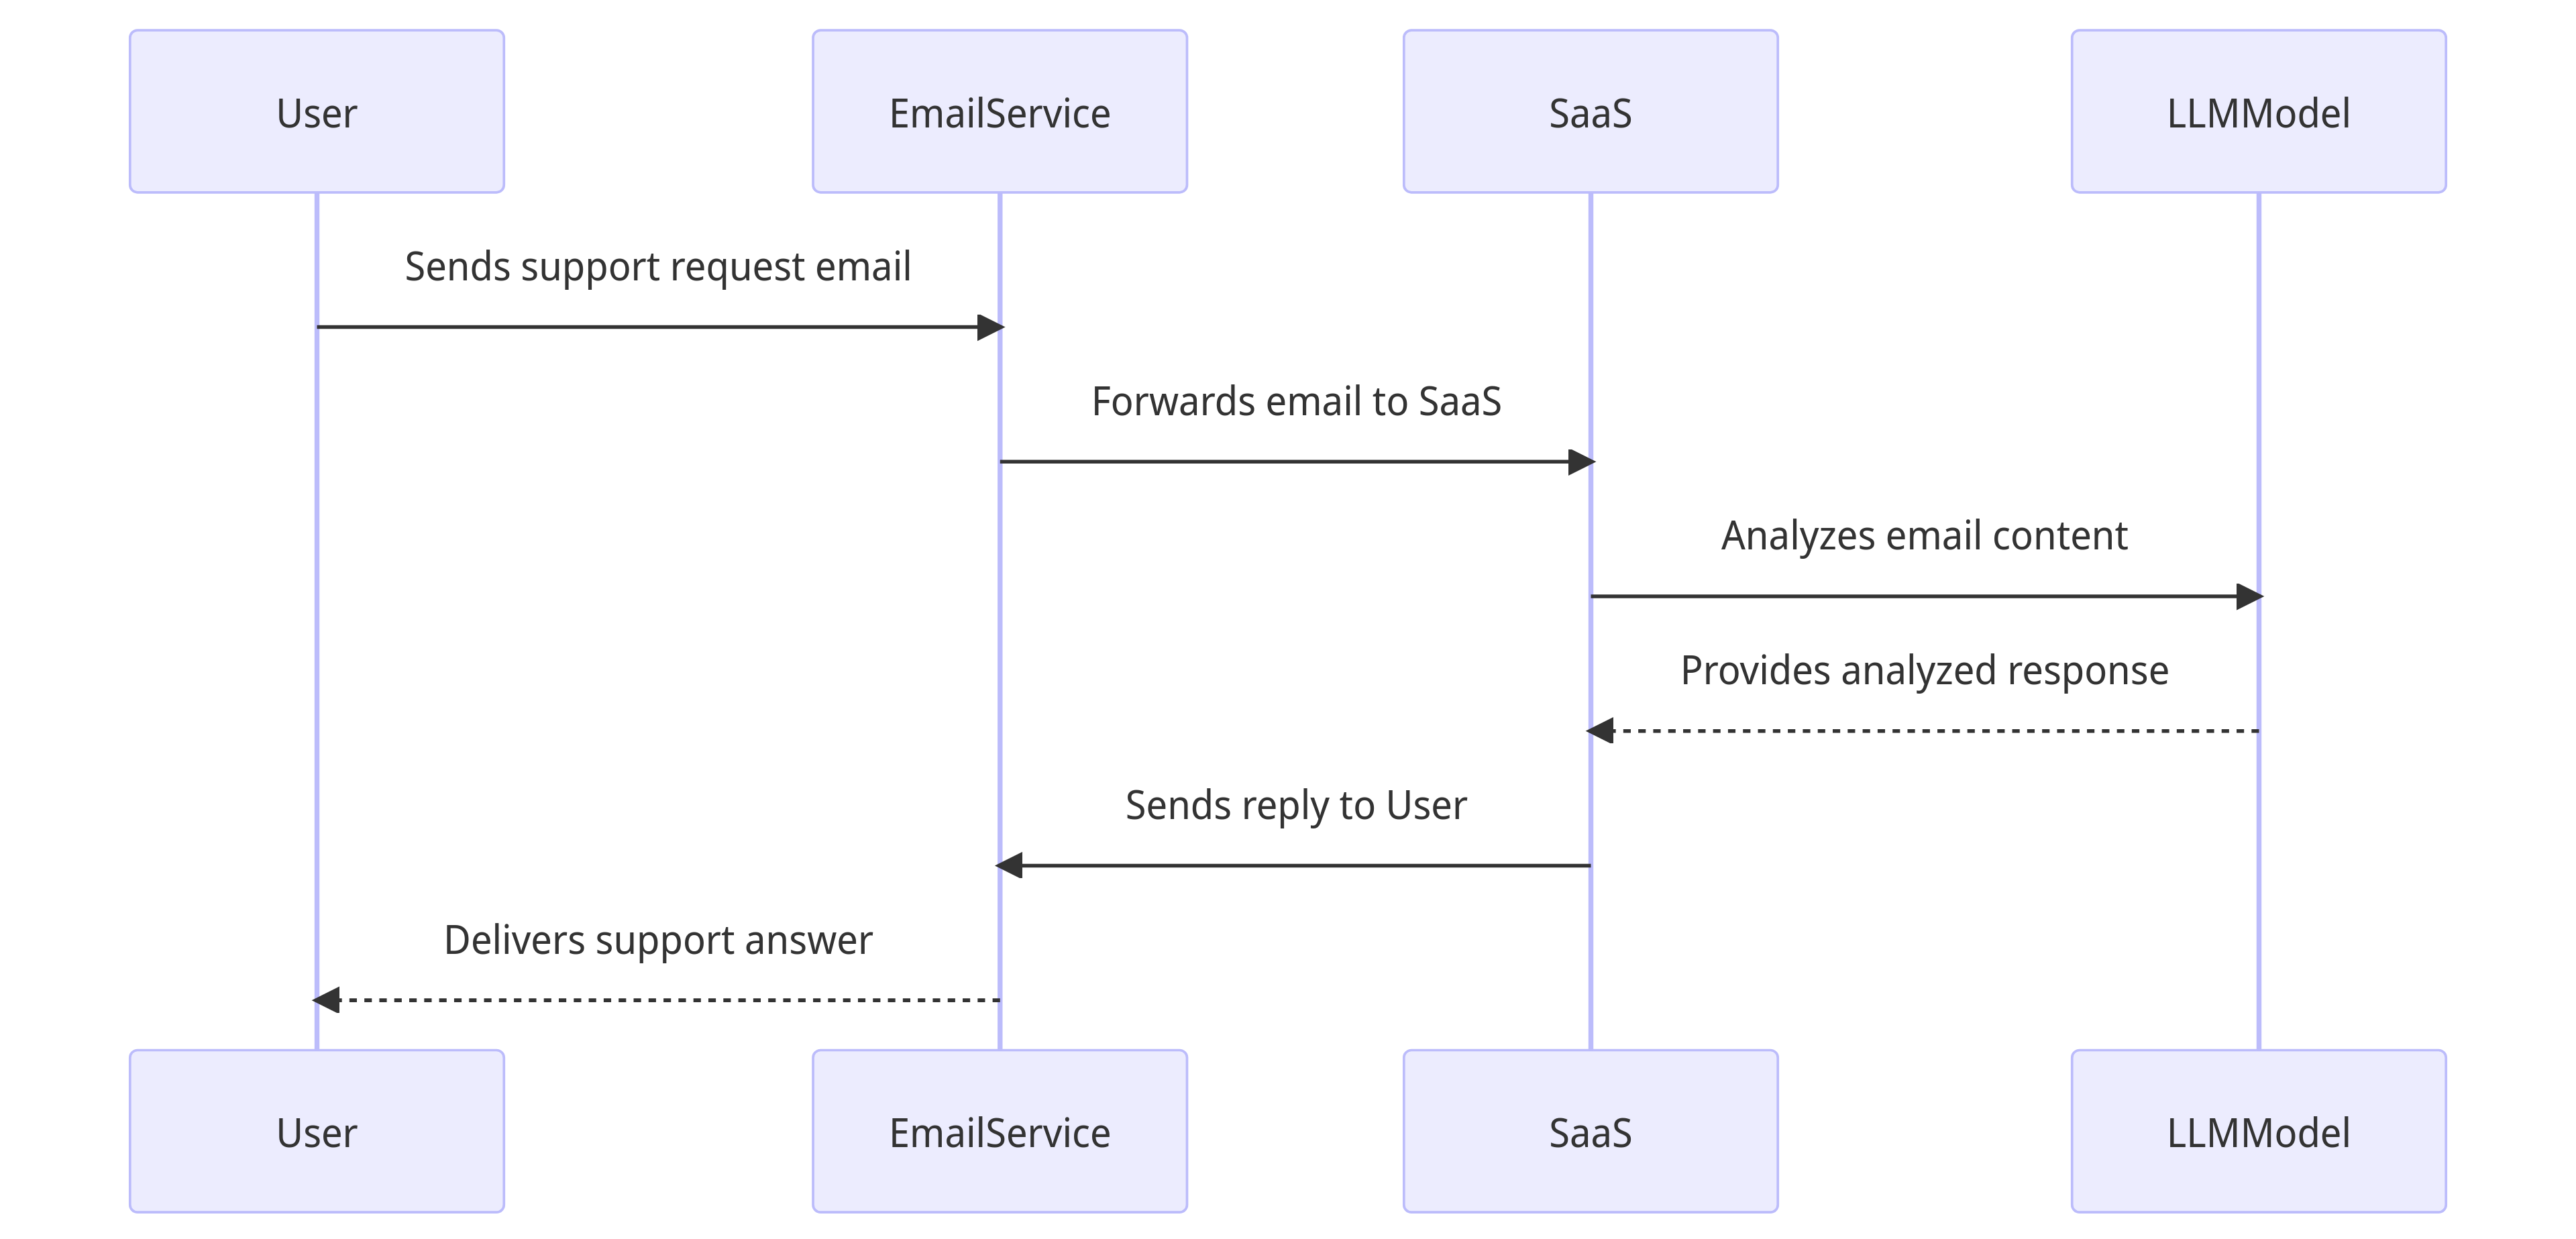 User
EmailService
SaaS
LLMModel
Sends support request email
Forwards email to SaaS
Analyzes email content
Provides analyzed response
Sends reply to User
Delivers support answer
User
EmailService
SaaS
LLMModel